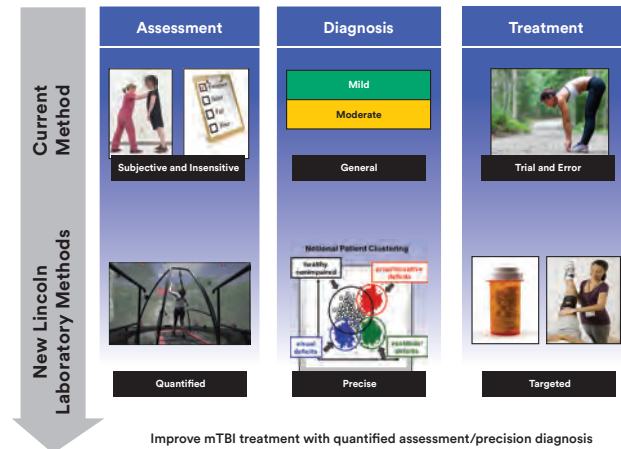 Assessment
Diagnosis
Treatment
Current
Method
Mild
Moderate
Subjective and Insensitive
General
Trial and Error
New Lincoln
Laboratory Methods
Notional Patient Clustering
healthy
nonimpaired
deficits
visual
deficits
vestibular
deficits
Quantified
Precise
Targeted
Improve mTBI treatment with quantified assessment/precision diagnosis